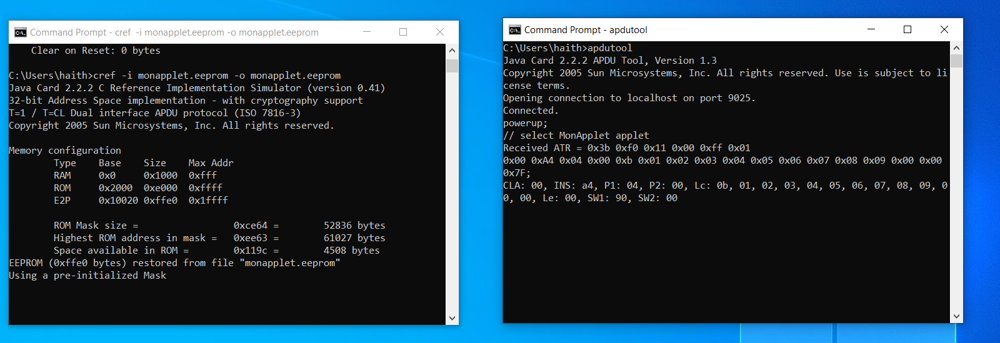 Command Prompt - cref  -i monapplet.eeprom -o monapplet.eeprom
    Clear on Reset: 0 bytes
C:\Users\haith>cref -i monapplet.eeprom -o monapplet.eeprom
Java Card 2.2.2 C Reference Implementation Simulator (version 0.41)
32-bit Address Space implementation - with cryptography support
T=1 / T=CL Dual interface APDU protocol (ISO 7816-3)
Copyright 2005 Sun Microsystems, Inc. All rights reserved.
Memory configuration
        Type    Base    Size    Max Addr
        RAM     0x0     0x1000  0xfff
        ROM     0x2000  0xe000  0xffff
        E2P     0x10020 0xffe0  0x1ffff
        ROM Mask size =                 0xce64 =        52836 bytes
        Highest ROM address in mask =   0xee63 =        61027 bytes
        Space available in ROM =        0x119c =        4508 bytes
EEPROM (0xffe0 bytes) restored from file "monapplet.eeprom"
Using a pre-initialized Mask
Command Prompt - apdutool
C:\Users\haith>apdutool
Java Card 2.2.2 APDU Tool, Version 1.3
Copyright 2005 Sun Microsystems, Inc. All rights reserved. Use is subject to li
cense terms.
Opening connection to localhost on port 9025.
Connected.
powerup;
// select MonApplet applet
Received ATR = 0x3b 0xf0 0x11 0x00 0xff 0x01
0x00 0xA4 0x04 0x00 0xb 0x01 0x02 0x03 0x04 0x05 0x06 0x07 0x08 0x09 0x00 0x00
0x7F;
CLA: 00, INS: a4, P1: 04, P2: 00, Lc: 0b, 01, 02, 03, 04, 05, 06, 07, 08, 09, 0
0, 00, Le: 00, SW1: 90, SW2: 00